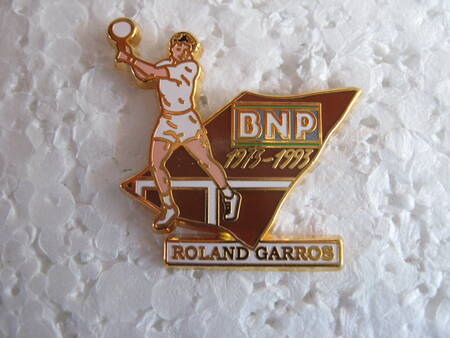 BNP
1973-1993
ROLAND GARROS